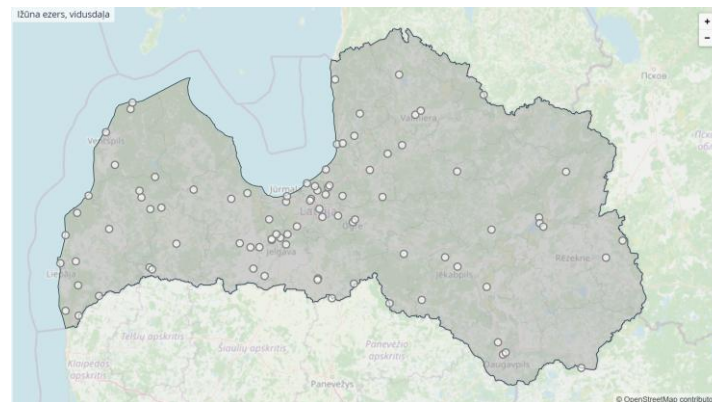 Ižūna ezers, vidusdaļa
+
−
Псков
Valmiera
Ventspils
Jūrmala
Ogre
Jelgava
Liepāja
Rēzekne
Jēkabpils
Daugavpils
Telšių apskritis
Šiaulių apskritis
Panevėžio
apskritis
Klaipėdos
apskritis
Panevėžys
© OpenStreetMap contributo